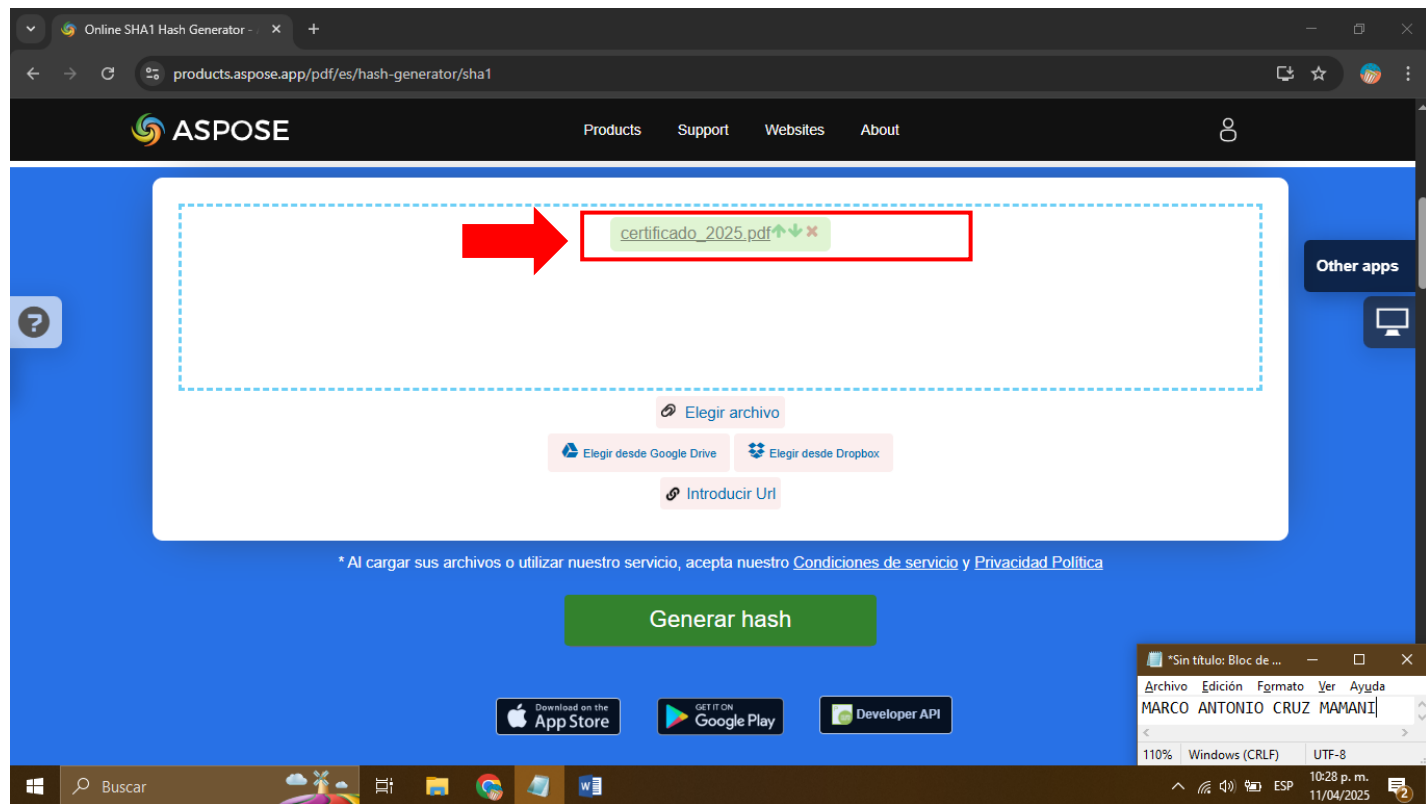 Online SHA1 Hash Generator -
products.aspose.app/pdf/es/hash-generator/sha1
ASPOSE
Products Support Websites About
certificado_2025.pdf
Other apps
Elegir archivo
Elegir desde Google Drive Elegir desde Dropbox
Introducir Url
* Al cargar sus archivos o utilizar nuestro servicio, acepta nuestro Condiciones de servicio y Privacidad Política
Generar hash
Download on the
App Store
GET IT ON
Google Play
Developer API
*Sin título: Bloc de ...
Archivo Edición Formato Ver Ayuda
MARCO ANTONIO CRUZ MAMANI
110% Windows (CRLF) UTF-8
Buscar
ESP
10:28 p. m.
11/04/2025
2